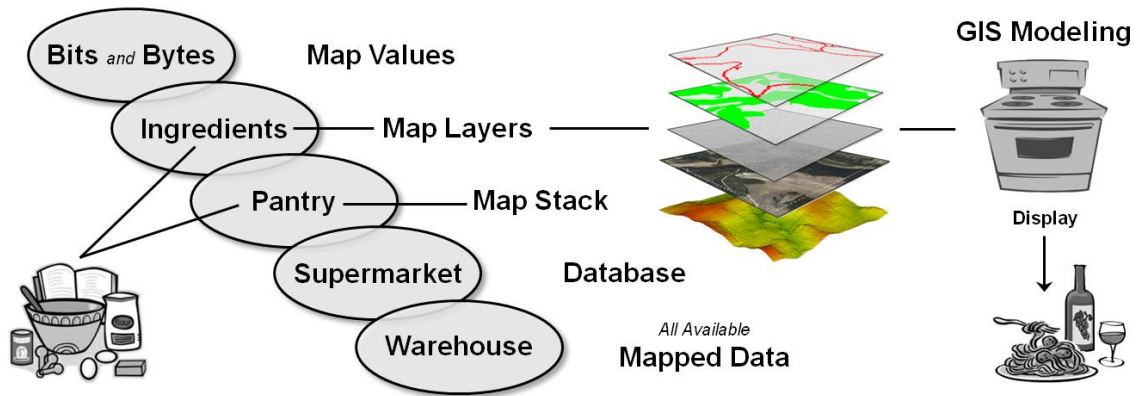 GIS Modeling
Bits and Bytes
Map Values
Ingredients
Map Layers
Pantry
Map Stack
Display
Supermarket
Database
Warehouse
All Available
Mapped Data
flour